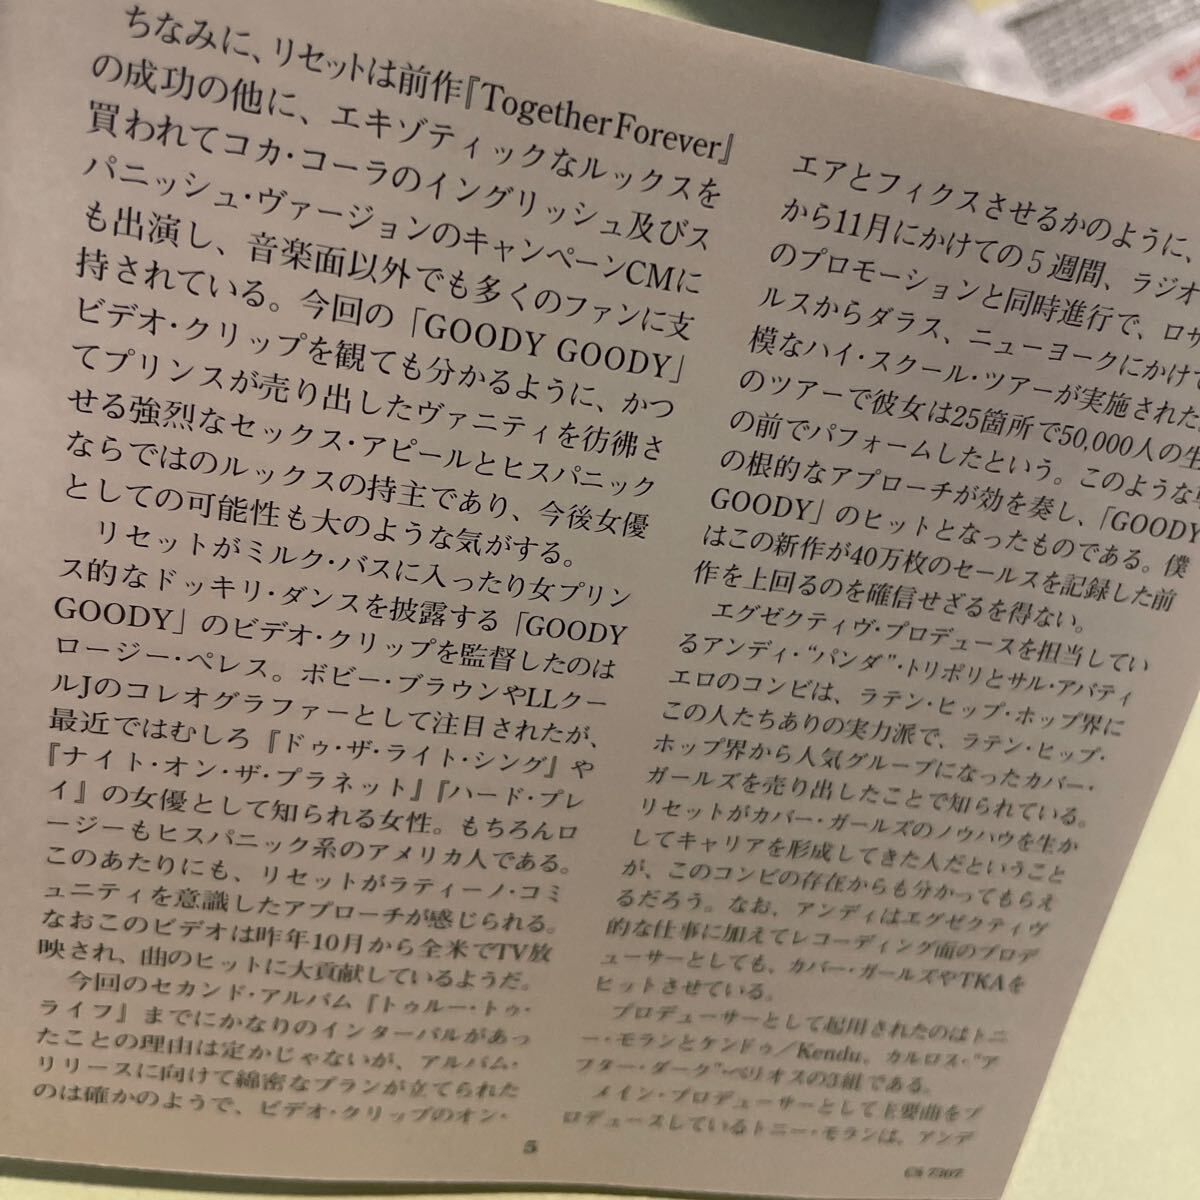 ちなみに、リセットは前作『Together Forever』
の成功の他に、エキゾティックなルックスを
買われてコカ・コーラのイングリッシュ及びス
パニッシュ・ヴァージョンのキャンペーンCMに
も出演し、音楽面以外でも多くのファンに支
持されている。今回の「GOODY GOODY」
ビデオ・クリップを観ても分かるように、かつ
てプリンスが売り出したヴァニティを彷彿さ
せる強烈なセックス・アピールとヒスパニック
ならではのルックスの持主であり、今後女優
としての可能性も大のような気がする。
リセットがミルク・バスに入ったり女プリン
ス的なドッキリ・ダンスを披露する「GOODY
GOODY」のビデオ・クリップを監督したのは
ロージー・ペレス。ボビー・ブラウンやLLクー
ルJのコレオグラファーとして注目されたが、
最近ではむしろ『ドゥ・ザ・ライト・シング』や
『ナイト・オン・ザ・プラネット』『ハード・プレ
イ』の女優として知られる女性。もちろんロ
ージーもヒスパニック系のアメリカ人である。
このあたりにも、リセットがラティーノ・コミ
ュニティを意識したアプローチが感じられる。
なおこのビデオは昨年10月から全米でTV放
映され、曲のヒットに大貢献しているようだ。
今回のセカンド・アルバム『トゥルー・トゥ・
ライフ』までにかなりのインターバルがあっ
たことの理由は定かじゃないが、アルバム・
リリースに向けて綿密なプランが立てられた
のは確かのようで、ビデオ・クリップのオン・
エアとフィクスさせるかのように、
から11月にかけての5週間、ラジオ
のプロモーションと同時進行で、ロサ
ルスからダラス、ニューヨークにかけて
模なハイ・スクール・ツアーが実施された
のツアーで彼女は25箇所で50,000人の生
の前でパフォームしたという。このような
の根的なアプローチが効を奏し、「GOODY
GOODY」のヒットとなったものである。僕
はこの新作が40万枚のセールスを記録した前
作を上回るのを確信せざるを得ない。
エグゼクティヴ・プロデュースを担当してい
るアンディ・"パンダ"・トリポリとサル・アバティ
エロのコンビは、ラテン・ヒップ・ホップ界に
この人たちありの実力派で、ラテン・ヒップ・
ホップ界から人気グループになったカバー・
ガールズを売り出したことで知られている。
リセットがカバー・ガールズのノウハウを生か
してキャリアを形成してきた人だということ
が、このコンビの存在からも分かってもらえ
るだろう。なお、アンディはエグゼクティヴ
的な仕事に加えてレコーディング面のプロデ
ューサーとしても、カバー・ガールズやTKAを
ヒットさせている。
プロデューサーとして起用されたのはトニ
ー・モランとケンドゥ／Kendu。カルロス・"ア
フター・ダーク"・ベリオスの3組である。
メイン・プロデューサーとして主要曲をプ
ロデュースしているトニー・モランは、アンデ
5